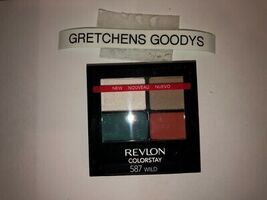 GRETCHENS GOODYS
NEW · NOUVEAU · NUEVO
REVLON
COLORSTAY
587 WILD